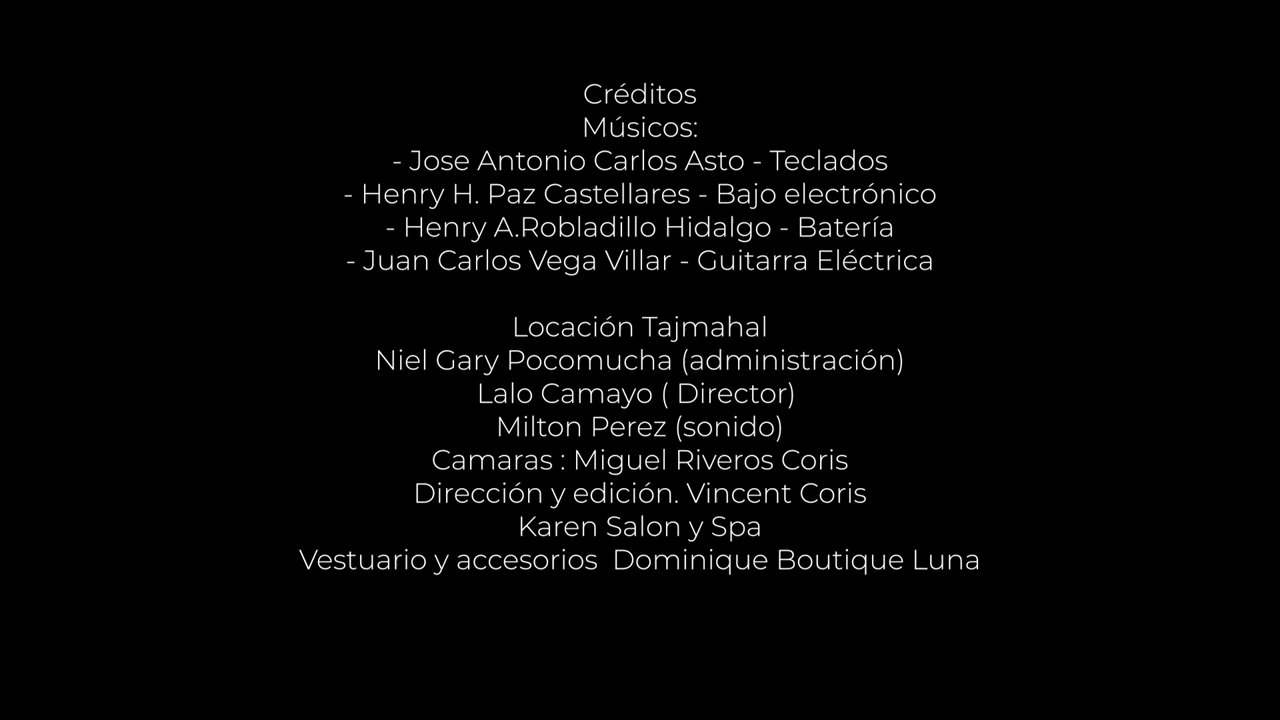 Créditos
Músicos:
- Jose Antonio Carlos Asto - Teclados
- Henry H. Paz Castellares - Bajo electrónico
- Henry A.Robladillo Hidalgo - Batería
- Juan Carlos Vega Villar - Guitarra Eléctrica
Locación Tajmahal
Niel Gary Pocomucha (administración)
Lalo Camayo ( Director)
Milton Perez (sonido)
Camaras : Miguel Riveros Coris
Dirección y edición. Vincent Coris
Karen Salon y Spa
Vestuario y accesorios  Dominique Boutique Luna